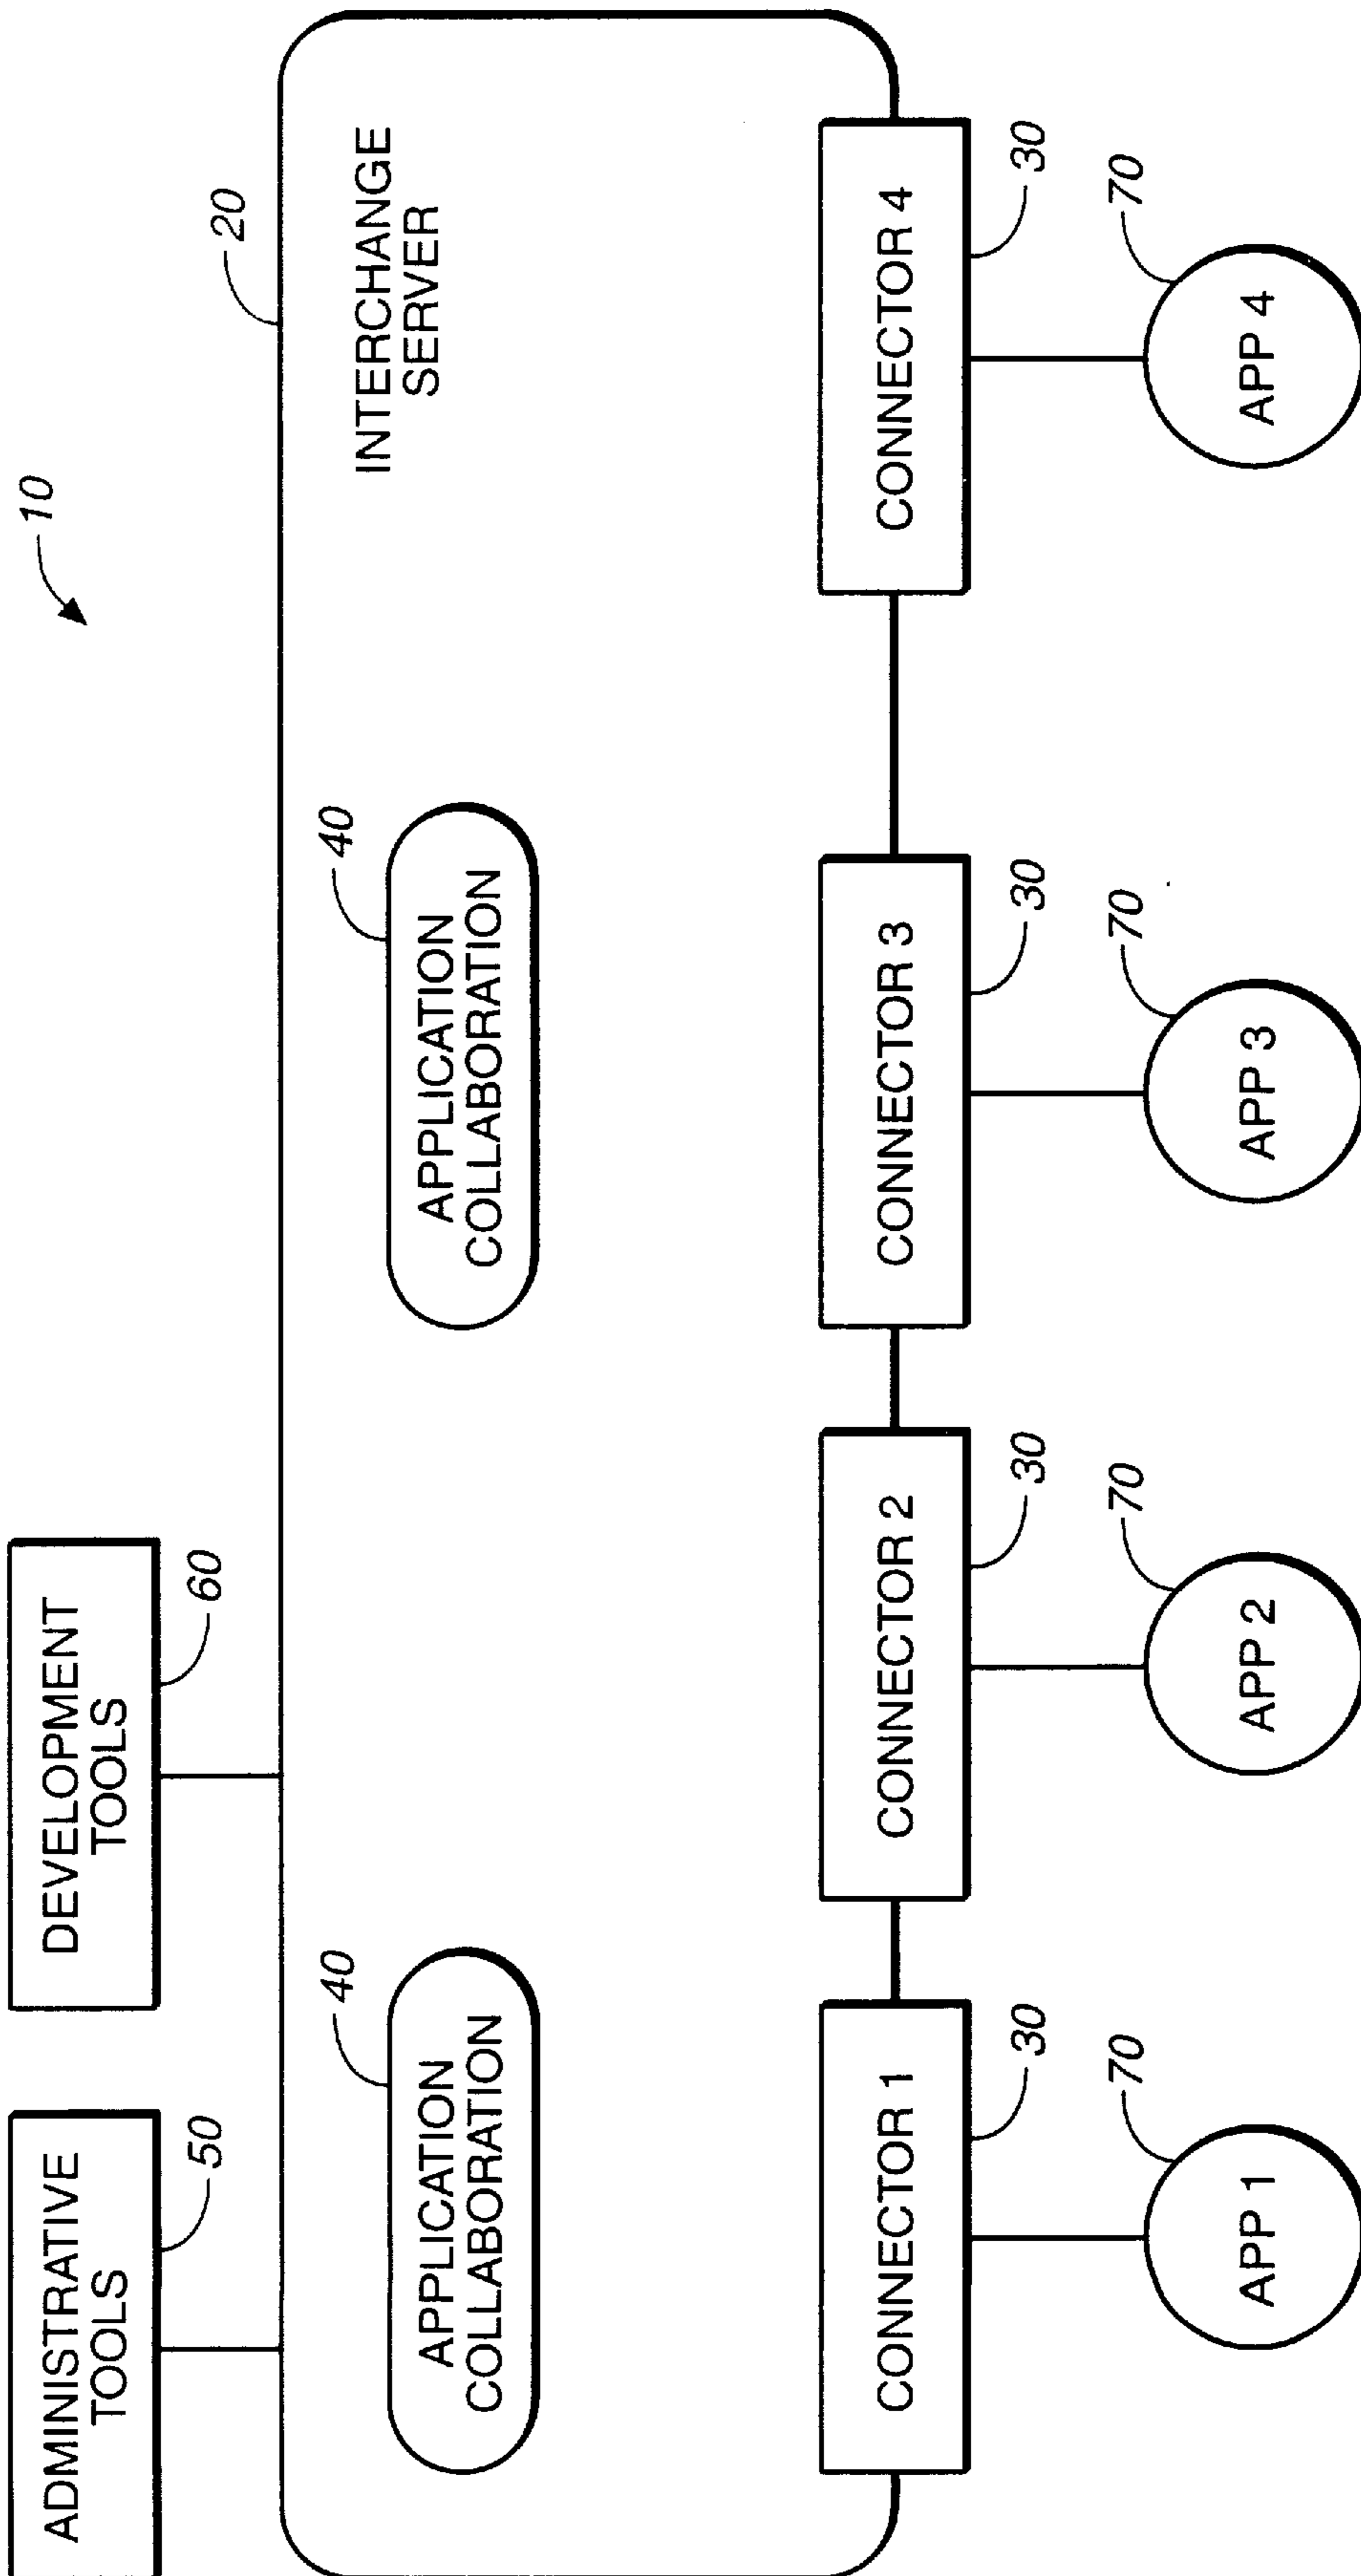 10
ADMINISTRATIVE
TOOLS
50
DEVELOPMENT
TOOLS
60
20
INTERCHANGE
SERVER
APPLICATION
COLLABORATION
40
APPLICATION
COLLABORATION
40
CONNECTOR 1
30
CONNECTOR 2
30
CONNECTOR 3
30
CONNECTOR 4
30
APP 1
70
APP 2
70
APP 3
70
APP 4
70